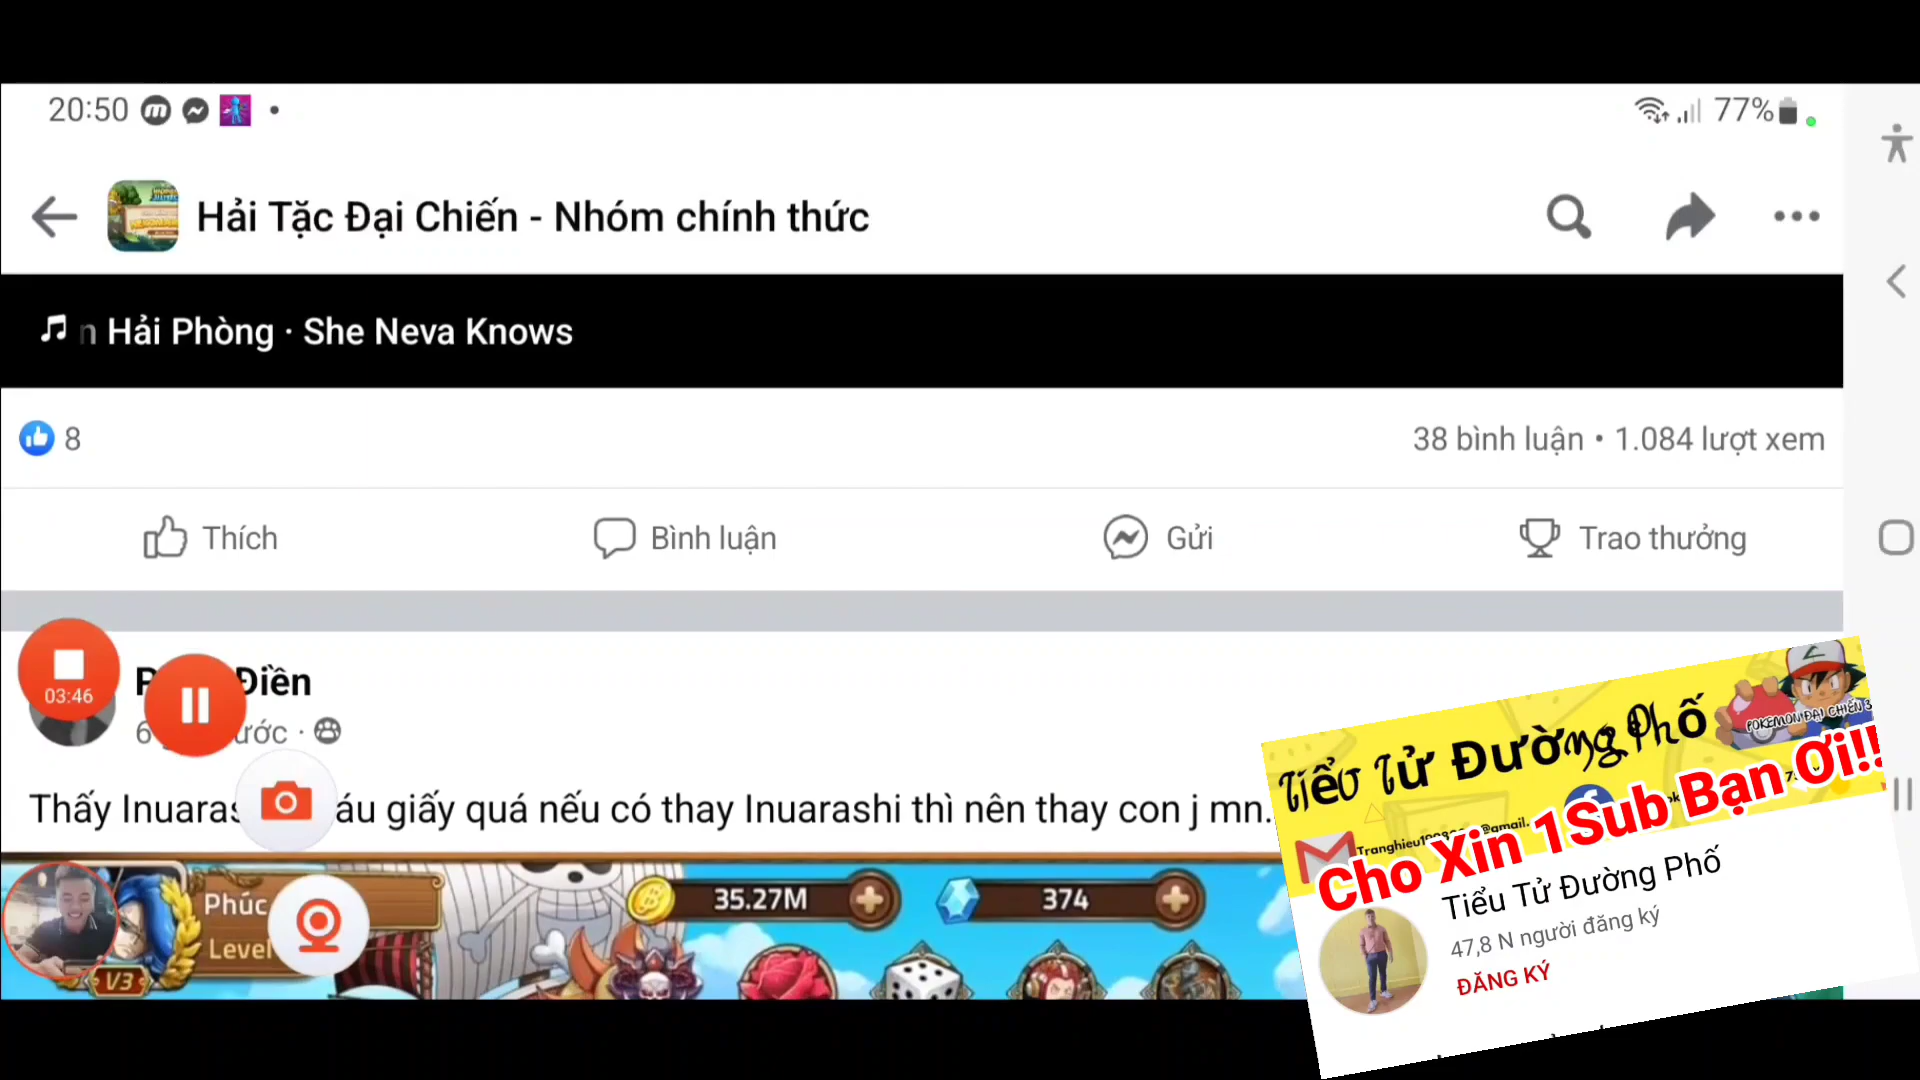 20:50
77%
Hải Tặc Đại Chiến - Nhóm chính thức
n Hải Phòng · She Neva Knows
8
38 bình luận • 1.084 lượt xem
Thích
Bình luận
Gửi
Trao thưởng
03:46
Điền
6
ước ·
Thấy Inuaras áu giấy quá nếu có thay Inuarashi thì nên thay con j mn.
Phúc
Level
V3
35.27M
374
Tiểu Tử Đường Phố
POKEMON ĐẠI CHIẾN 3
Cho Xin 1Sub Bạn Ơi!!
Tiểu Tử Đường Phố
47,8 N người đăng ký
ĐĂNG KÝ